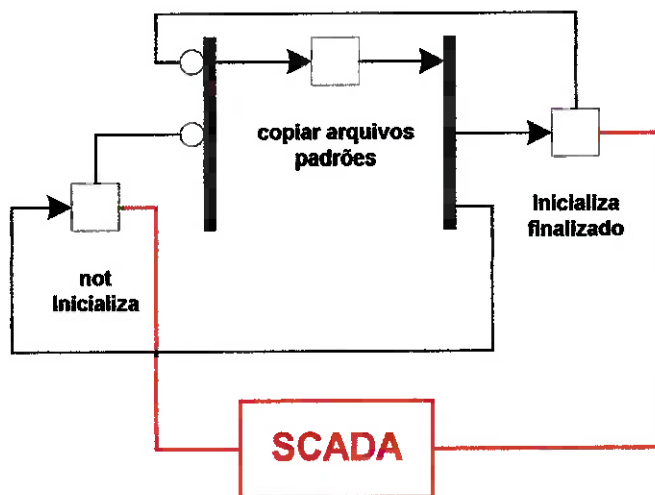 copiar arquivos
padrões
Inicializa
finalizado
not
Inicializa
SCADA